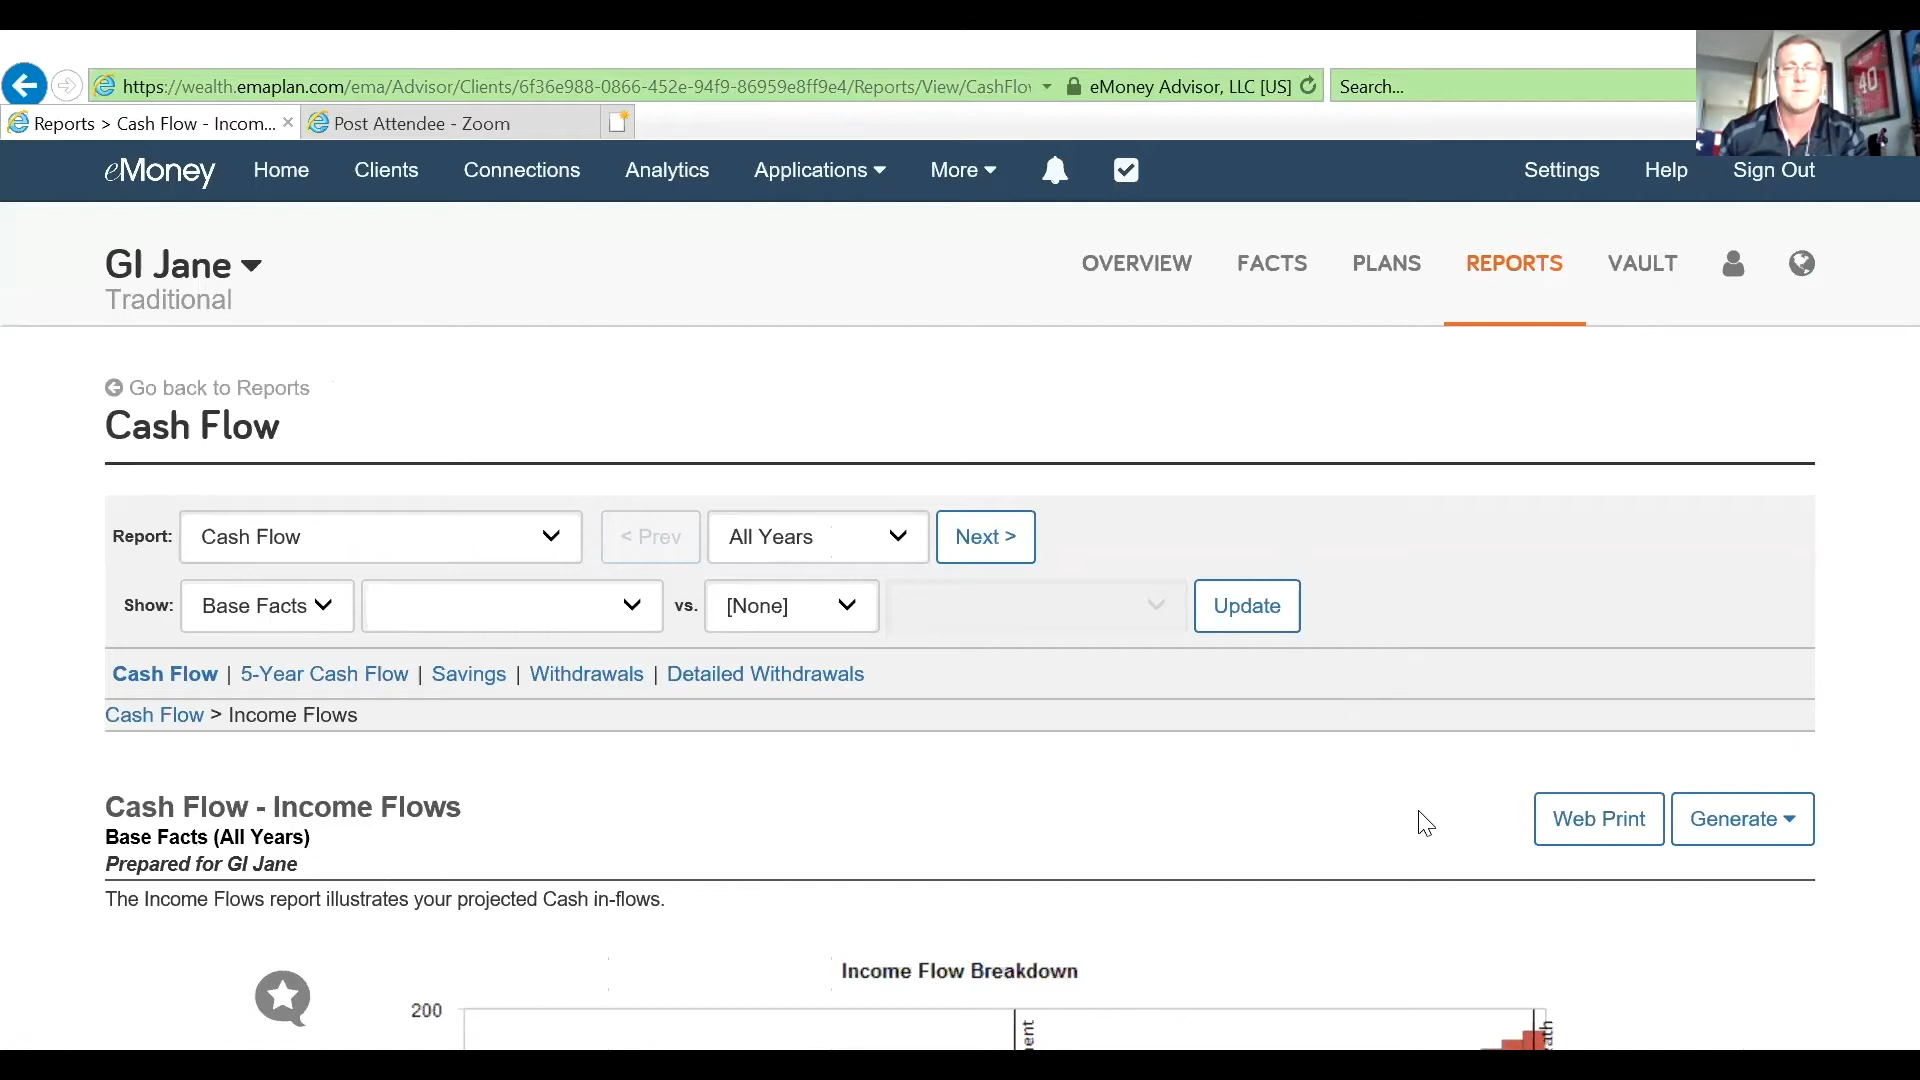 https://wealth.emaplan.com/ema/Advisor/Clients/6f36e988-0866-452e-94f9-86959e8ff9e4/Reports/View/CashFlow
eMoney Advisor, LLC [US]
Search...
Reports > Cash Flow - Incom...
Post Attendee - Zoom
40
eMoney
Home
Clients
Connections
Analytics
Applications
More
Settings
Help
Sign Out
GI Jane
Traditional
OVERVIEW
FACTS
PLANS
REPORTS
VAULT
Go back to Reports
Cash Flow
Report: Cash Flow < Prev All Years Next >
Show: Base Facts vs. [None] Update
Cash Flow | 5-Year Cash Flow | Savings | Withdrawals | Detailed Withdrawals
Cash Flow > Income Flows
Cash Flow - Income Flows
Web Print
Generate
Base Facts (All Years)
Prepared for GI Jane
The Income Flows report illustrates your projected Cash in-flows.
Income Flow Breakdown
200